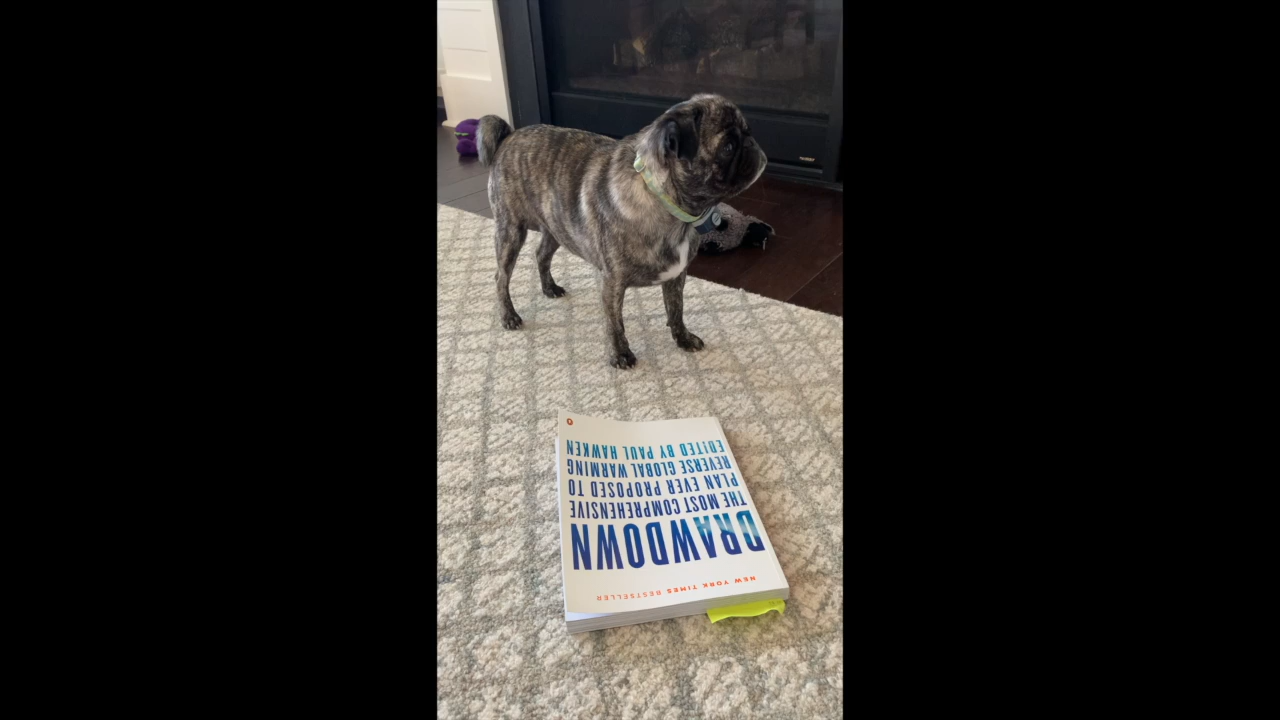 NEW YORK TIMES BESTSELLER
DRAWDOWN
THE MOST COMPREHENSIVE
PLAN EVER PROPOSED TO
REVERSE GLOBAL WARMING
EDITED BY PAUL HAWKEN